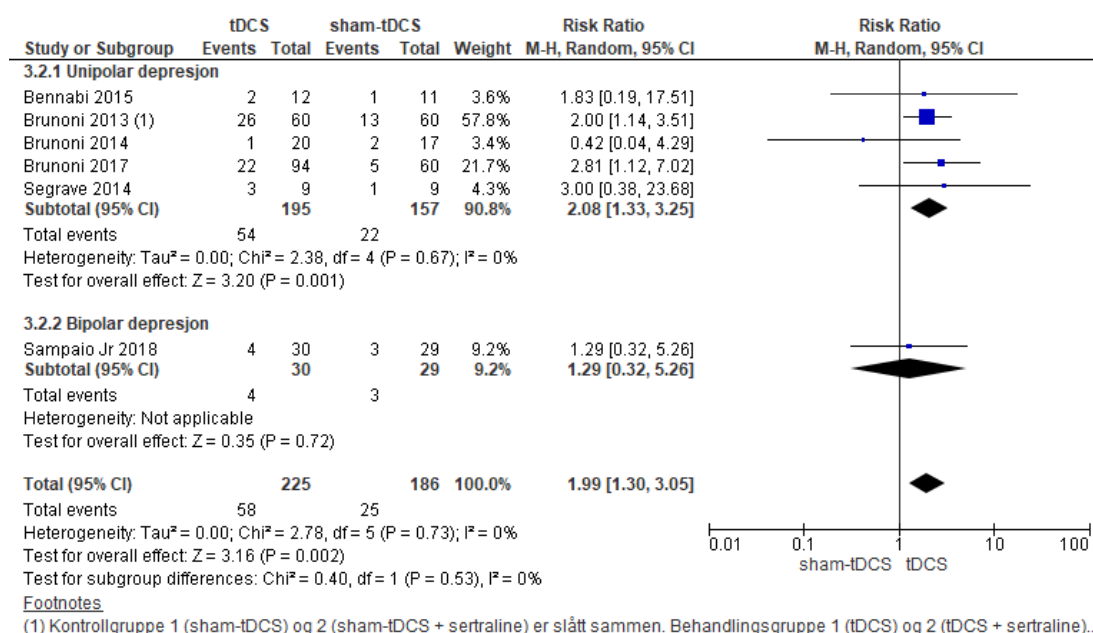 tDCS sham-tDCS Risk Ratio Risk Ratio
Study or Subgroup Events Total Events Total Weight M-H, Random, 95% CI M-H, Random, 95% CI
3.2.1 Unipolar depresjon
Bennabi 2015 2 12 1 11 3.6% 1.83 [0.19, 17.51]
Brunoni 2013 (1) 26 60 13 60 57.8% 2.00 [1.14, 3.51]
Brunoni 2014 1 20 2 17 3.4% 0.42 [0.04, 4.29]
Brunoni 2017 22 94 5 60 21.7% 2.81 [1.12, 7.02]
Segrave 2014 3 9 1 9 4.3% 3.00 [0.38, 23.68]
Subtotal (95% CI) 195 157 90.8% 2.08 [1.33, 3.25]
Total events 54 22
Heterogeneity: Tau² = 0.00; Chi² = 2.38, df = 4 (P = 0.67); I² = 0%
Test for overall effect: Z = 3.20 (P = 0.001)
3.2.2 Bipolar depresjon
Sampaio Jr 2018 4 30 3 29 9.2% 1.29 [0.32, 5.26]
Subtotal (95% CI) 30 29 9.2% 1.29 [0.32, 5.26]
Total events 4 3
Heterogeneity: Not applicable
Test for overall effect: Z = 0.35 (P = 0.72)
Total (95% CI) 225 186 100.0% 1.99 [1.30, 3.05]
Total events 58 25
Heterogeneity: Tau² = 0.00; Chi² = 2.78, df = 5 (P = 0.73); I² = 0%
Test for overall effect: Z = 3.16 (P = 0.002)
Test for subgroup differences: Chi² = 0.40, df = 1 (P = 0.53), I² = 0%
0.01 0.1 1 10 100
sham-tDCS tDCS
Footnotes
(1) Kontrollgruppe 1 (sham-tDCS) og 2 (sham-tDCS + sertraline) er slått sammen. Behandlingsgruppe 1 (tDCS) og 2 (tDCS + sertraline)..